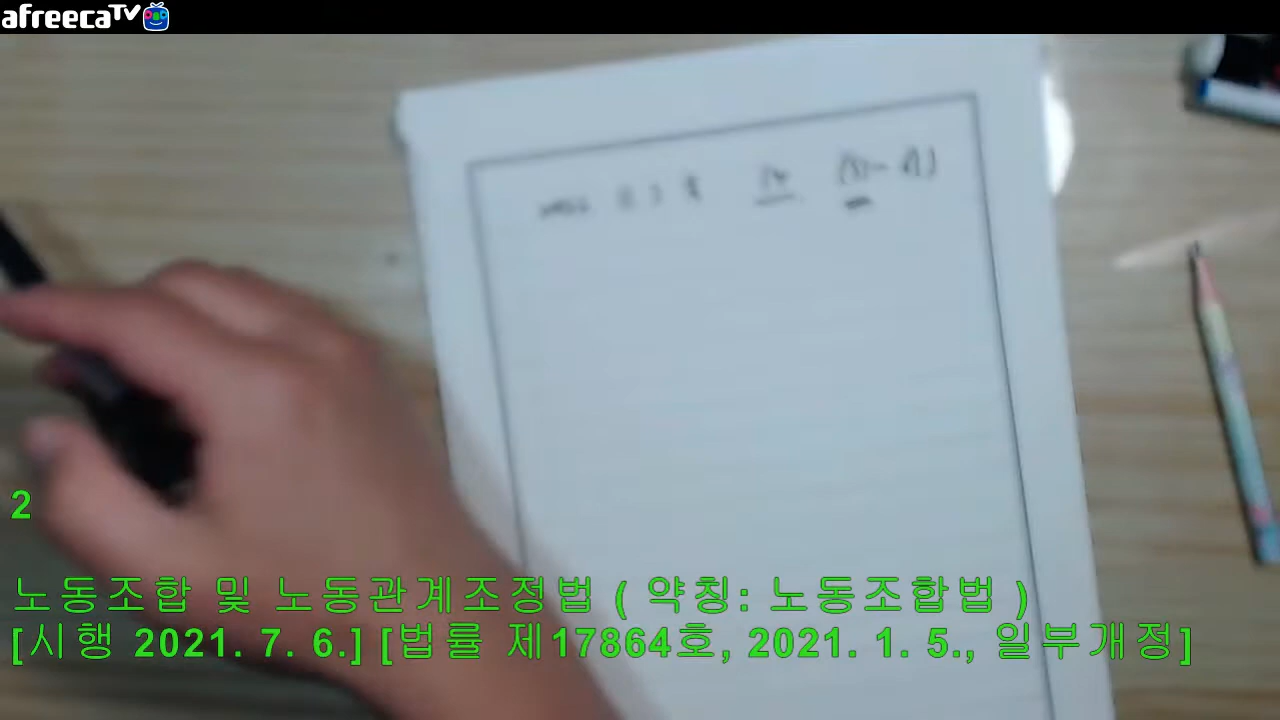 afreecaTV
2
노동조합 및 노동관계조정법 ( 약칭: 노동조합법 )
[시행 2021. 7. 6.] [법률 제17864호, 2021. 1. 5., 일부개정]